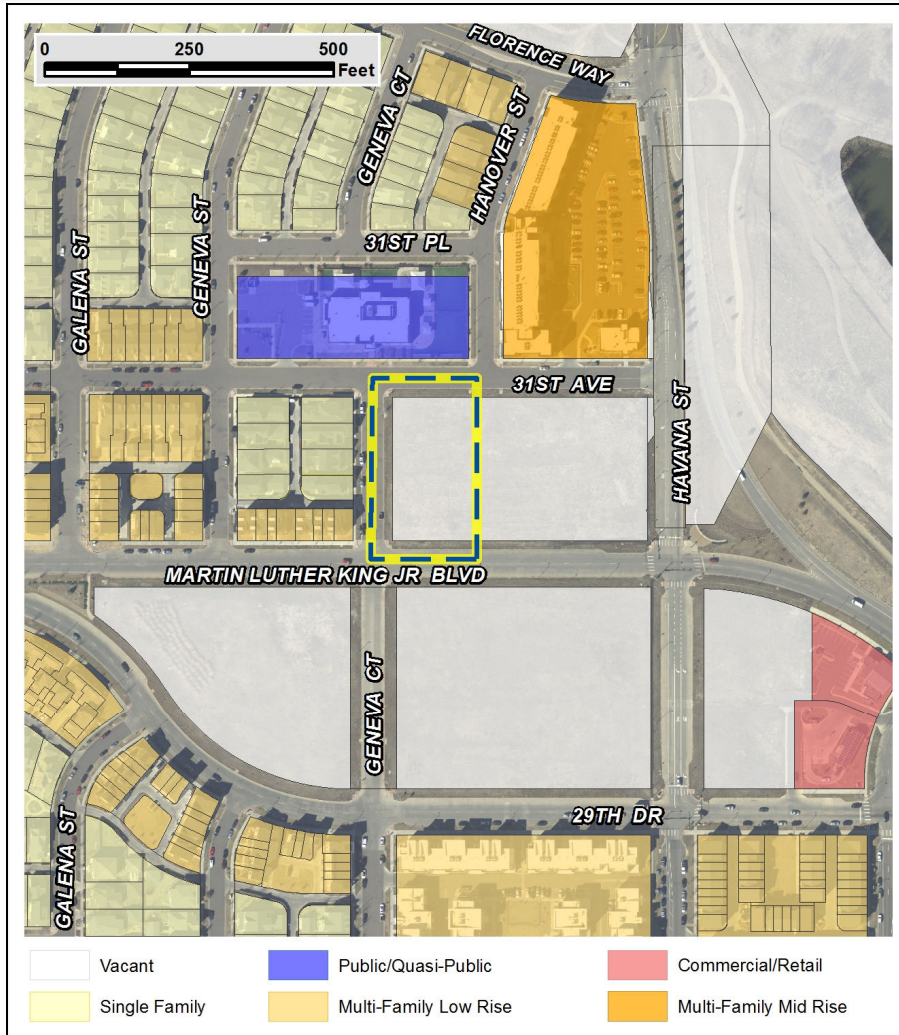 0 250 500
Feet
FLORENCE WAY
GENEVA CT
HANOVER ST
31ST PL
GALENA ST
GENEVA ST
31ST AVE
HAVANA ST
MARTIN LUTHER KING JR BLVD
GENEVA CT
29TH DR
GALENA ST
Vacant
Public/Quasi-Public
Commercial/Retail
Single Family
Multi-Family Low Rise
Multi-Family Mid Rise